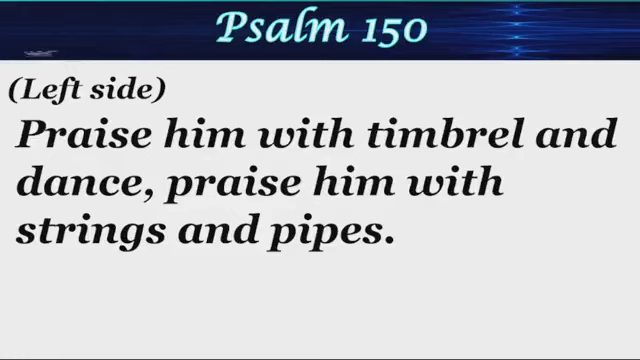 Psalm 150
(Left side)
Praise him with timbrel and
dance, praise him with
strings and pipes.